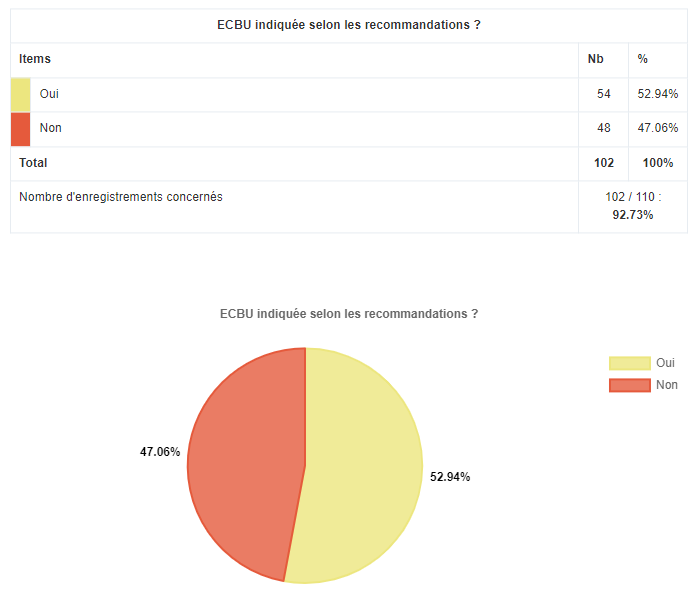 ECBU indiquée selon les recommandations ?
Items Nb %
Oui 54 52.94%
Non 48 47.06%
Total 102 100%
Nombre d'enregistrements concernés 102 / 110 :
92.73%
ECBU indiquée selon les recommandations ?
Oui
Non
47.06%
52.94%